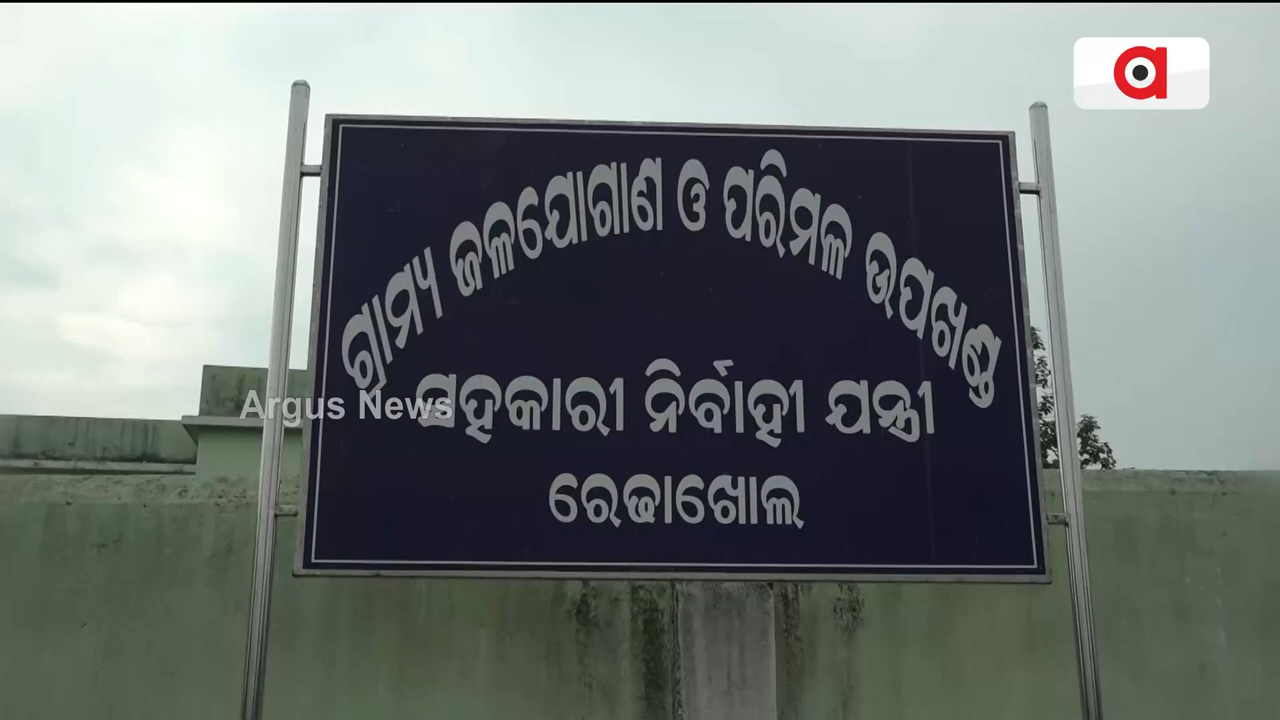 ଗ୍ରାମ୍ୟ ଜଳଯୋଗାଣ ଓ ପରିମଳ ଉପଖଣ୍ଡ
ସହକାରୀ ନିର୍ବାହୀ ଯନ୍ତ୍ରୀ
ରେଢାଖୋଲ
Argus News
a